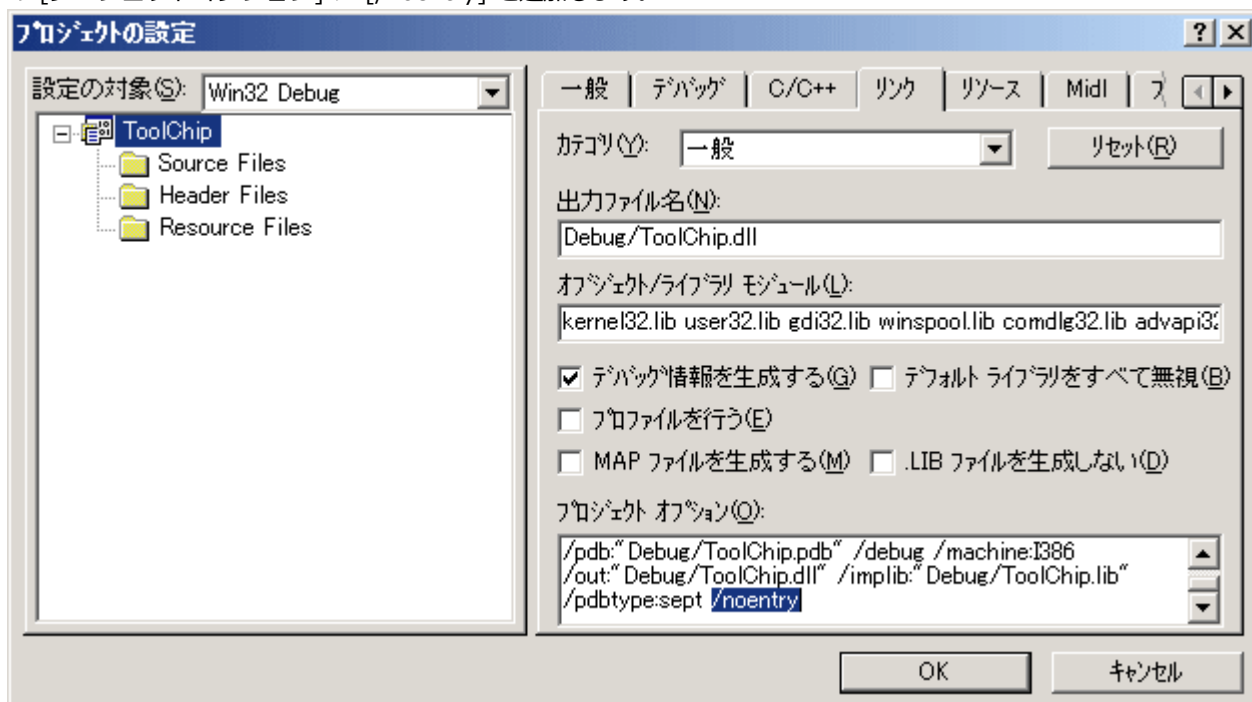 プロジェクトの設定
設定の対象(S): Win32 Debug
ToolChip
Source Files
Header Files
Resource Files
一般 デバッグ C/C++ リンク リソース Midl
カテゴリ(Y): 一般 リセット(R)
出力ファイル名(N):
Debug/ToolChip.dll
オブジェクト/ライブラリ モジュール(L):
kernel32.lib user32.lib gdi32.lib winspool.lib comdlg32.lib advapi32
デバッグ情報を生成する(G) デフォルト ライブラリをすべて無視(B)
プロファイルを行う(E)
MAP ファイルを生成する(M) .LIB ファイルを生成しない(D)
プロジェクト オプション(O):
/pdb:"Debug/ToolChip.pdb" /debug /machine:I386
/out:"Debug/ToolChip.dll" /implib:"Debug/ToolChip.lib"
/pdbtype:sept /noentry
OK キャンセル